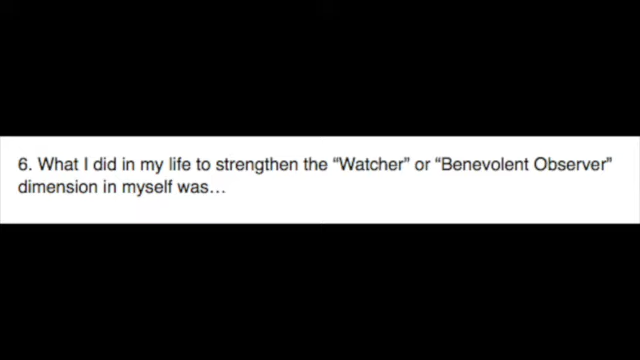 6. What I did in my life to strengthen the “Watcher” or “Benevolent Observer”
dimension in myself was…